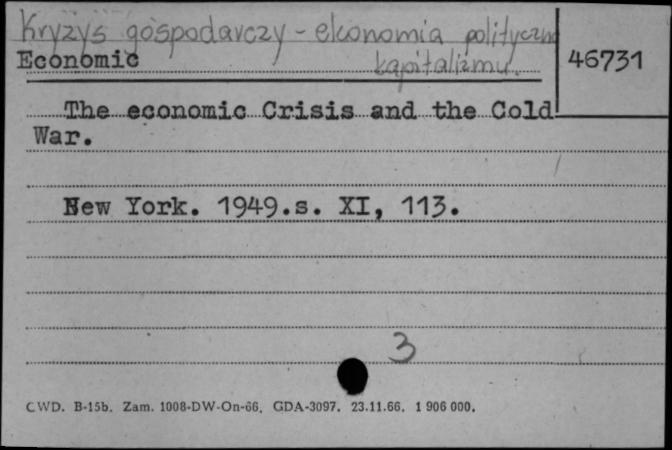 Kryzys gospodarczy - ekonomia polityczna
kapitalizmu.
Economic
46731
The economic Crisis and the Cold
War.
New York. 1949.s. XI, 113.
3
CWD. B-15b. Zam. 1008-DW-On-66. GDA-3097. 23.11.66. 1 906 000.